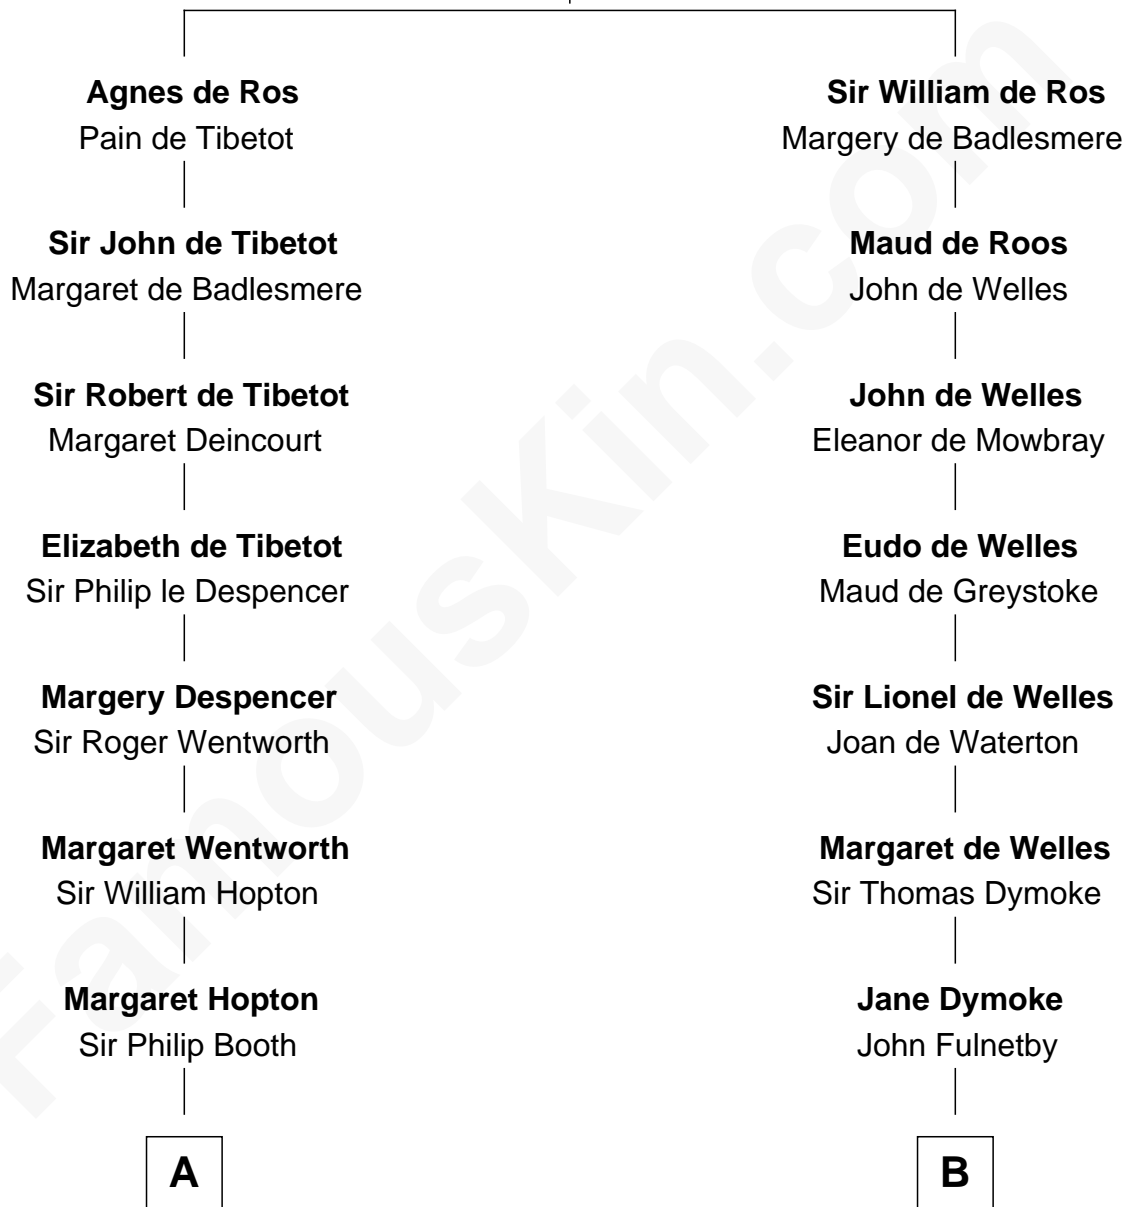 Agnes de Ros
Pain de Tibetot
Sir John de Tibetot
Margaret de Badlesmere
Sir Robert de Tibetot
Margaret Deincourt
Elizabeth de Tibetot
Sir Philip le Despencer
Margery Despencer
Sir Roger Wentworth
Margaret Wentworth
Sir William Hopton
Margaret Hopton
Sir Philip Booth
A
Sir William de Ros
Margery de Badlesmere
Maud de Roos
John de Welles
John de Welles
Eleanor de Mowbray
Eudo de Welles
Maud de Greystoke
Sir Lionel de Welles
Joan de Waterton
Margaret de Welles
Sir Thomas Dymoke
Jane Dymoke
John Fulnetby
B
FamousKin.com